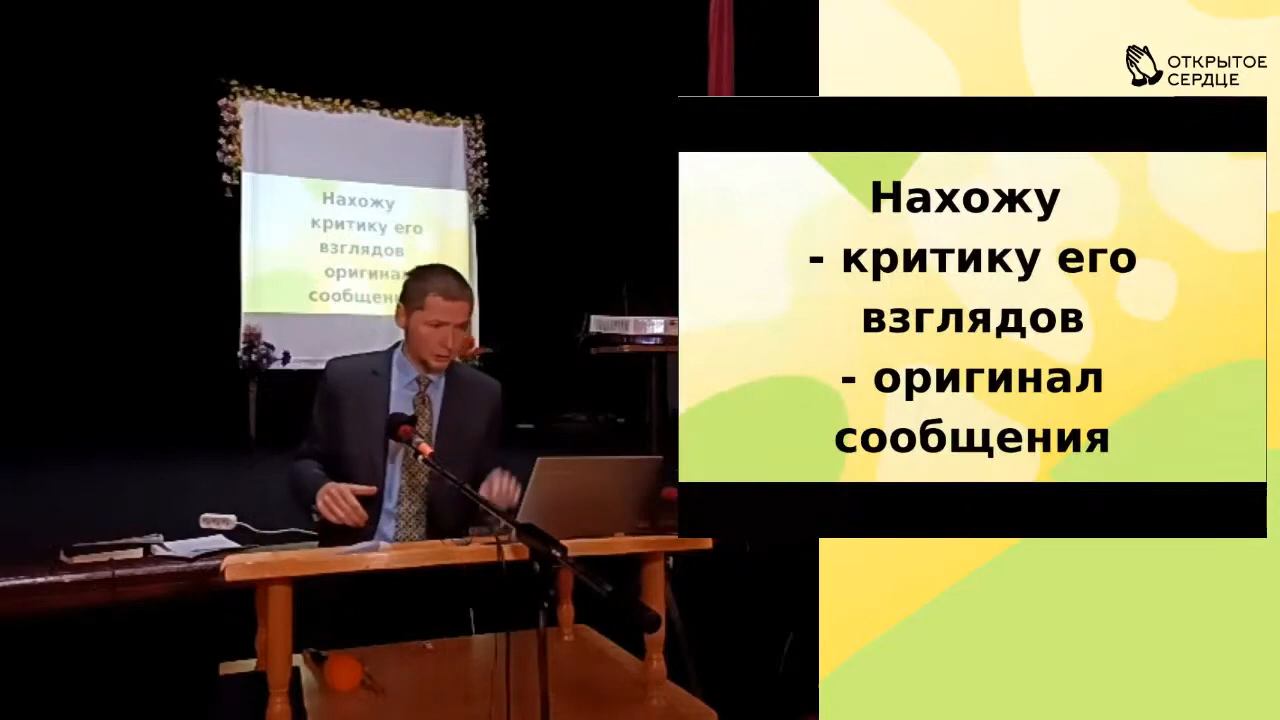 ОТКРЫТОЕ
СЕРДЦЕ
Нахожу
- критику его
взглядов
- оригинал
сообщения
Нахожу
критику его
взглядов
оригинал